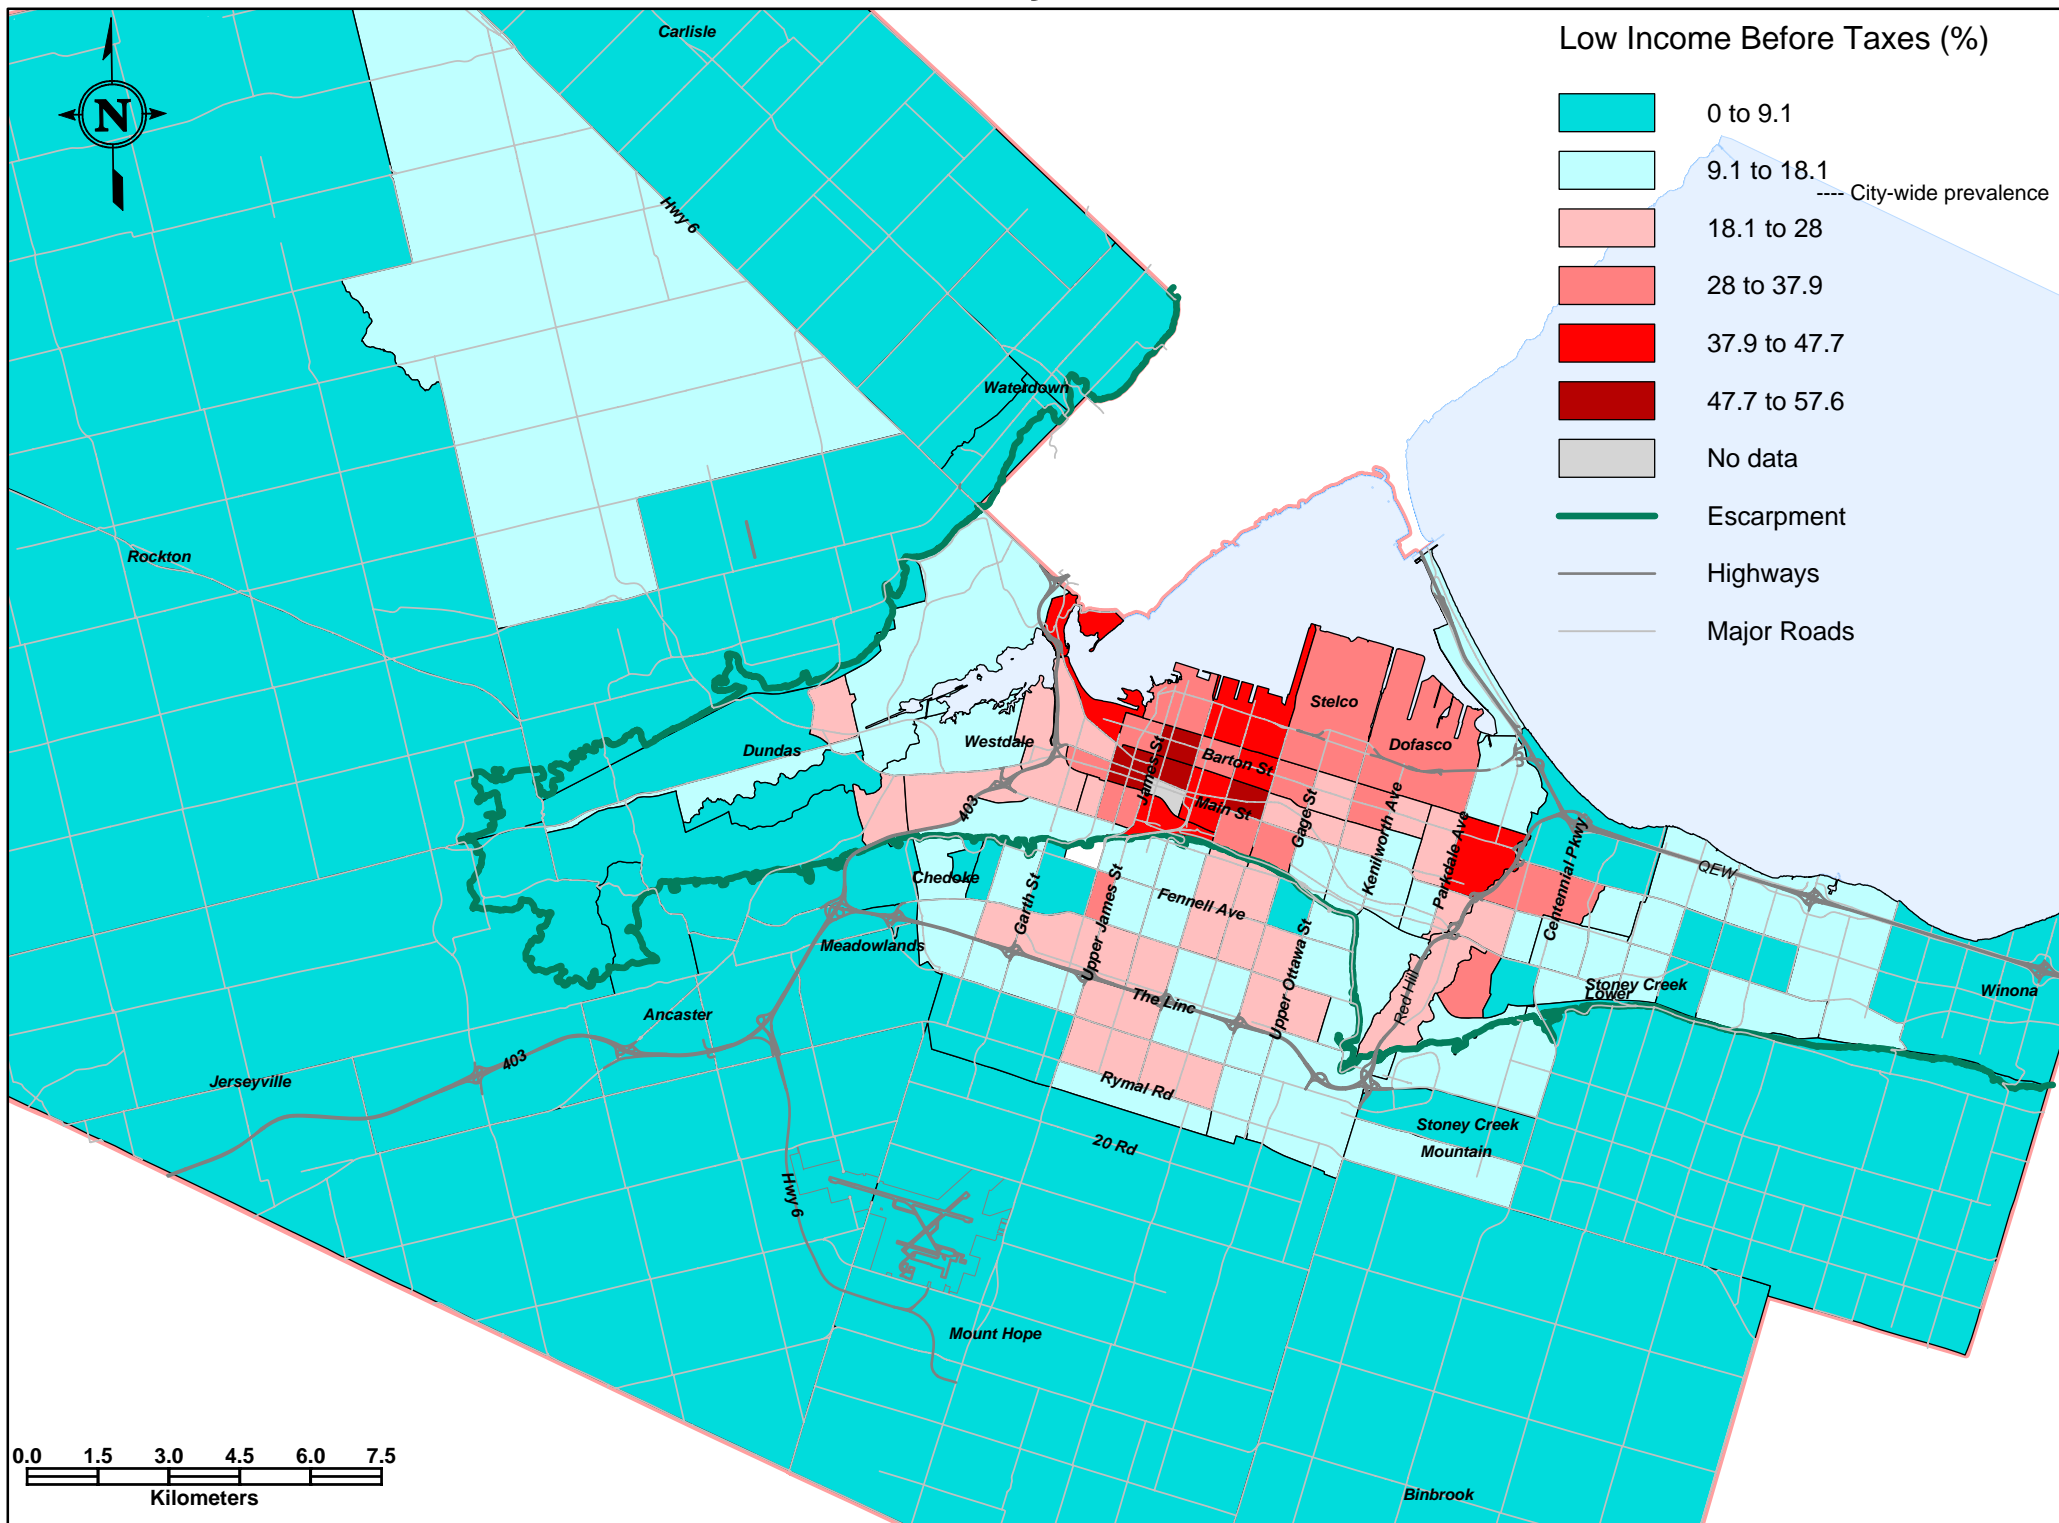 Low Income Before Taxes (%)
0 to 9.1
9.1 to 18.1
---- City-wide prevalence
18.1 to 28
28 to 37.9
37.9 to 47.7
47.7 to 57.6
No data
Escarpment
Highways
Major Roads
N
Carlisle
Hwy 6
Waterdown
Rockton
Stelco
Dofasco
Dundas
Westdale
James St
Barton St
Main St
Gage St
Kenilworth Ave
Parkdale Ave
Centennial Pkwy
QEW
403
Chedoke
Garth St
Upper James St
Fennell Ave
Upper Ottawa St
Meadowlands
The Linc
Red Hill
Stoney Creek
Lower
Winona
Ancaster
403
Jerseyville
Rymal Rd
20 Rd
Stoney Creek
Mountain
Hwy 6
Mount Hope
Binbrook
0.0 1.5 3.0 4.5 6.0 7.5
Kilometers